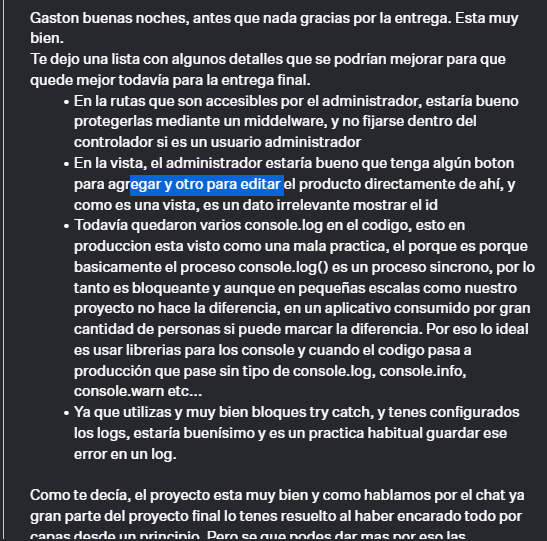 Gaston buenas noches, antes que nada gracias por la entrega. Esta muy
bien.
Te dejo una lista con algunos detalles que se podrían mejorar para que
quede mejor todavía para la entrega final.
• En la rutas que son accesibles por el administrador, estaría bueno
protegerlas mediante un middelware, y no fijarse dentro del
controlador si es un usuario administrador
• En la vista, el administrador estaría bueno que tenga algún boton
para agregar y otro para editar el producto directamente de ahí, y
como es una vista, es un dato irrelevante mostrar el id
• Todavía quedaron varios console.log en el codigo, esto en
produccion esta visto como una mala practica, el porque es porque
basicamente el proceso console.log() es un proceso sincrono, por lo
tanto es bloqueante y aunque en pequeñas escalas como nuestro
proyecto no hace la diferencia, en un aplicativo consumido por gran
cantidad de personas si puede marcar la diferencia. Por eso lo ideal
es usar librerias para los console y cuando el codigo pasa a
producción que pase sin tipo de console.log, console.info,
console.warn etc...
• Ya que utilizas y muy bien bloques try catch, y tenes configurados
los logs, estaría buenísimo y es un practica habitual guardar ese
error en un log.
Como te decía, el proyecto esta muy bien y como hablamos por el chat ya
gran parte del proyecto final lo tenes resuelto al haber encarado todo por
capas desde un principio. Pero se que podes dar mas por eso las